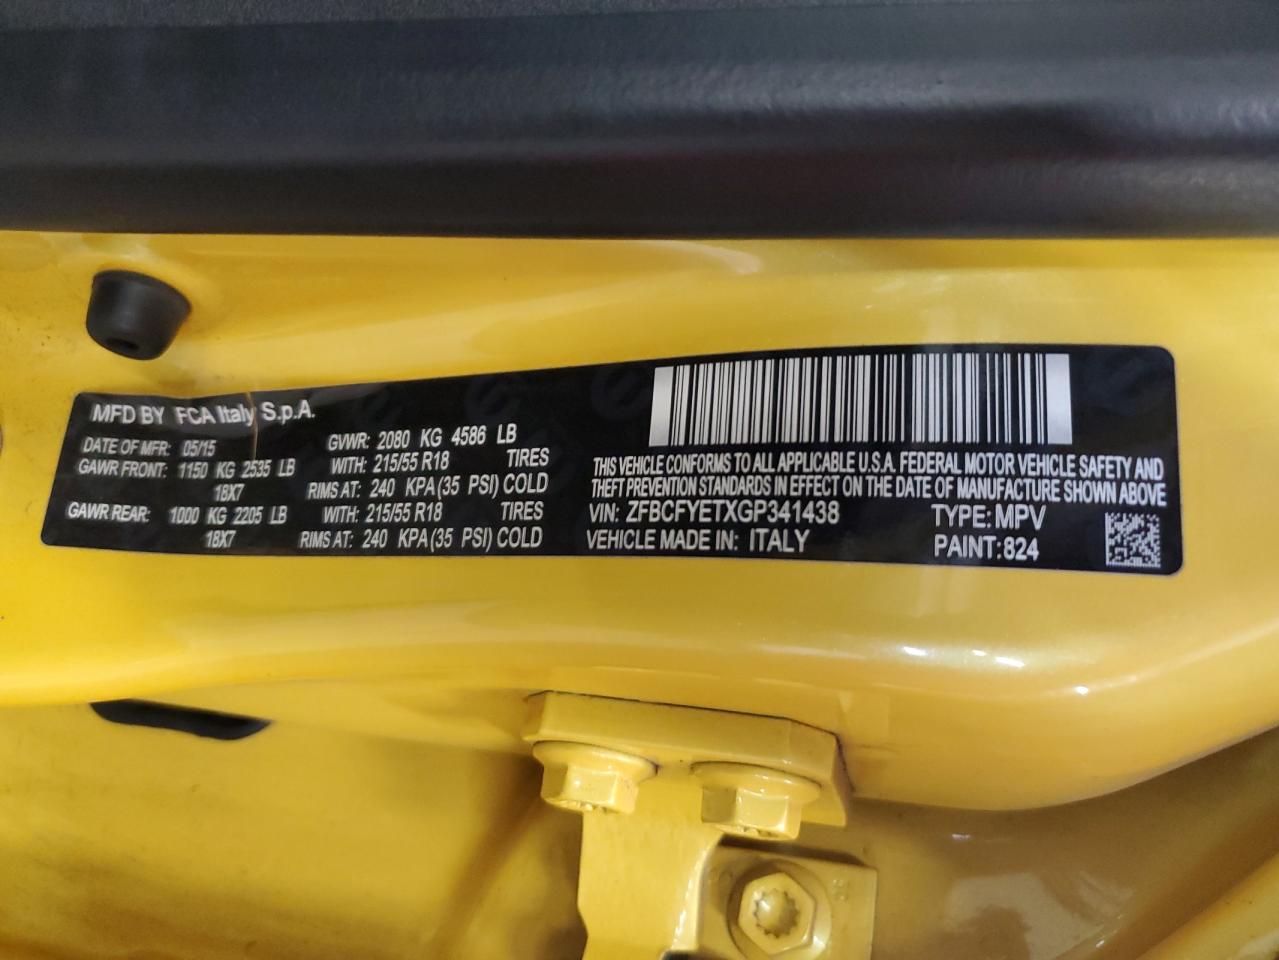 MFD BY FCA Italy S.p.A.
DATE OF MFR: 05/15 GVWR: 2080 KG 4586 LB
GAWR FRONT: 1150 KG 2535 LB WITH: 215/55 R18 TIRES
18X7 RIMS AT: 240 KPA (35 PSI) COLD
GAWR REAR: 1000 KG 2205 LB WITH: 215/55 R18 TIRES
18X7 RIMS AT: 240 KPA (35 PSI) COLD
THIS VEHICLE CONFORMS TO ALL APPLICABLE U.S.A. FEDERAL MOTOR VEHICLE SAFETY AND
THEFT PREVENTION STANDARDS IN EFFECT ON THE DATE OF MANUFACTURE SHOWN ABOVE
VIN: ZFBCFYETXGP341438 TYPE: MPV
VEHICLE MADE IN: ITALY PAINT: 824